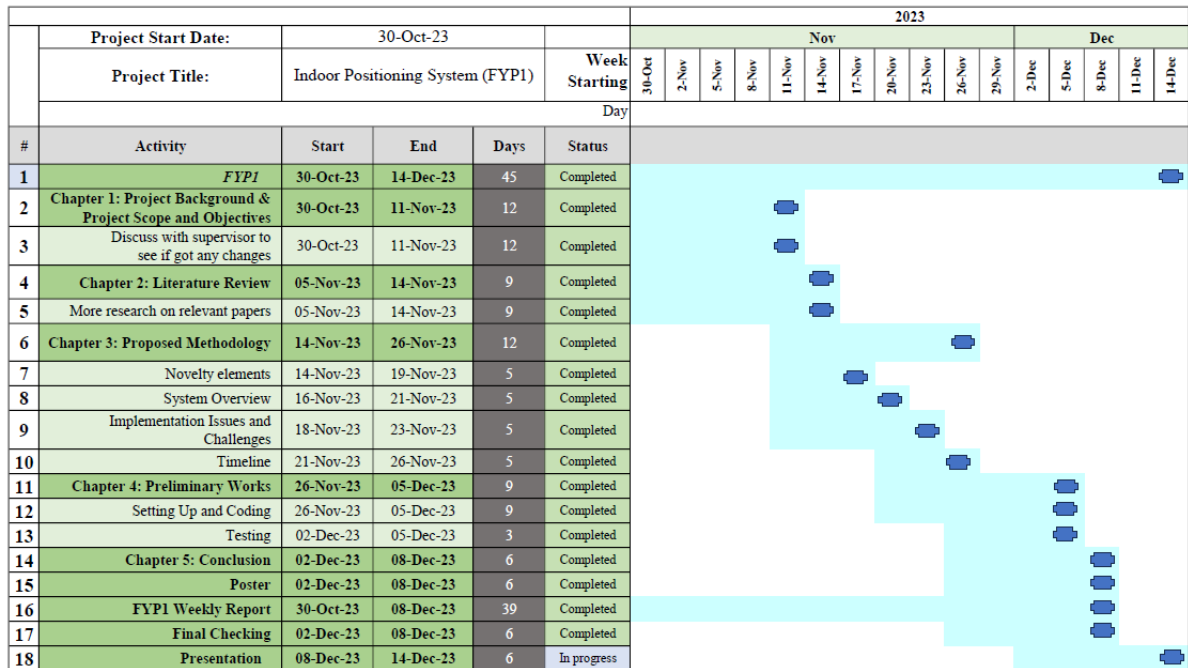 2023
Project Start Date: 30-Oct-23 Nov Dec
Project Title: Indoor Positioning System (FYP1) Week Starting 30-Oct 2-Nov 5-Nov 8-Nov 11-Nov 14-Nov 17-Nov 20-Nov 23-Nov 26-Nov 29-Nov 2-Dec 5-Dec 8-Dec 11-Dec 14-Dec
Day
# Activity Start End Days Status
1 FYP1 30-Oct-23 14-Dec-23 45 Completed
2 Chapter 1: Project Background & Project Scope and Objectives 30-Oct-23 11-Nov-23 12 Completed
3 Discuss with supervisor to see if got any changes 30-Oct-23 11-Nov-23 12 Completed
4 Chapter 2: Literature Review 05-Nov-23 14-Nov-23 9 Completed
5 More research on relevant papers 05-Nov-23 14-Nov-23 9 Completed
6 Chapter 3: Proposed Methodology 14-Nov-23 26-Nov-23 12 Completed
7 Novelty elements 14-Nov-23 19-Nov-23 5 Completed
8 System Overview 16-Nov-23 21-Nov-23 5 Completed
9 Implementation Issues and Challenges 18-Nov-23 23-Nov-23 5 Completed
10 Timeline 21-Nov-23 26-Nov-23 5 Completed
11 Chapter 4: Preliminary Works 26-Nov-23 05-Dec-23 9 Completed
12 Setting Up and Coding 26-Nov-23 05-Dec-23 9 Completed
13 Testing 02-Dec-23 05-Dec-23 3 Completed
14 Chapter 5: Conclusion 02-Dec-23 08-Dec-23 6 Completed
15 Poster 02-Dec-23 08-Dec-23 6 Completed
16 FYP1 Weekly Report 30-Oct-23 08-Dec-23 39 Completed
17 Final Checking 02-Dec-23 08-Dec-23 6 Completed
18 Presentation 08-Dec-23 14-Dec-23 6 In progress